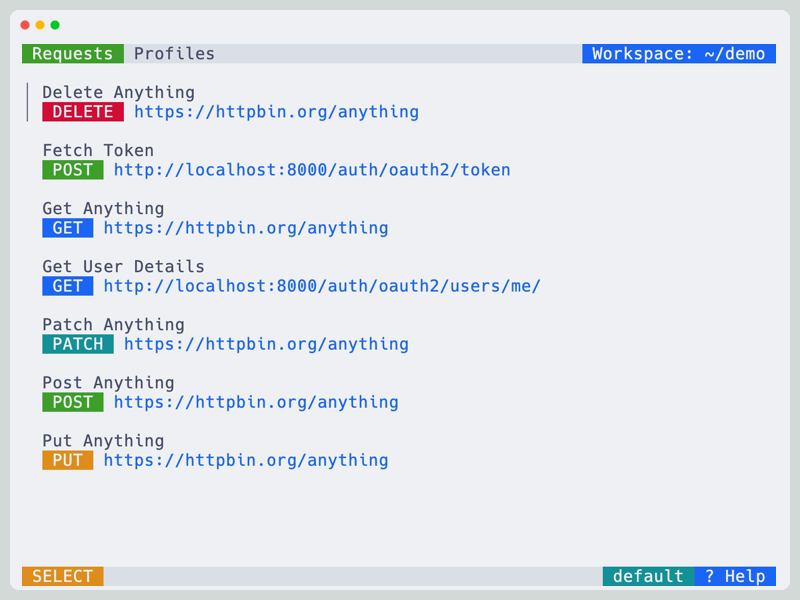 Requests Profiles Workspace: ~/demo
Delete Anything
DELETE https://httpbin.org/anything
Fetch Token
POST http://localhost:8000/auth/oauth2/token
Get Anything
GET https://httpbin.org/anything
Get User Details
GET http://localhost:8000/auth/oauth2/users/me/
Patch Anything
PATCH https://httpbin.org/anything
Post Anything
POST https://httpbin.org/anything
Put Anything
PUT https://httpbin.org/anything
SELECT default ? Help